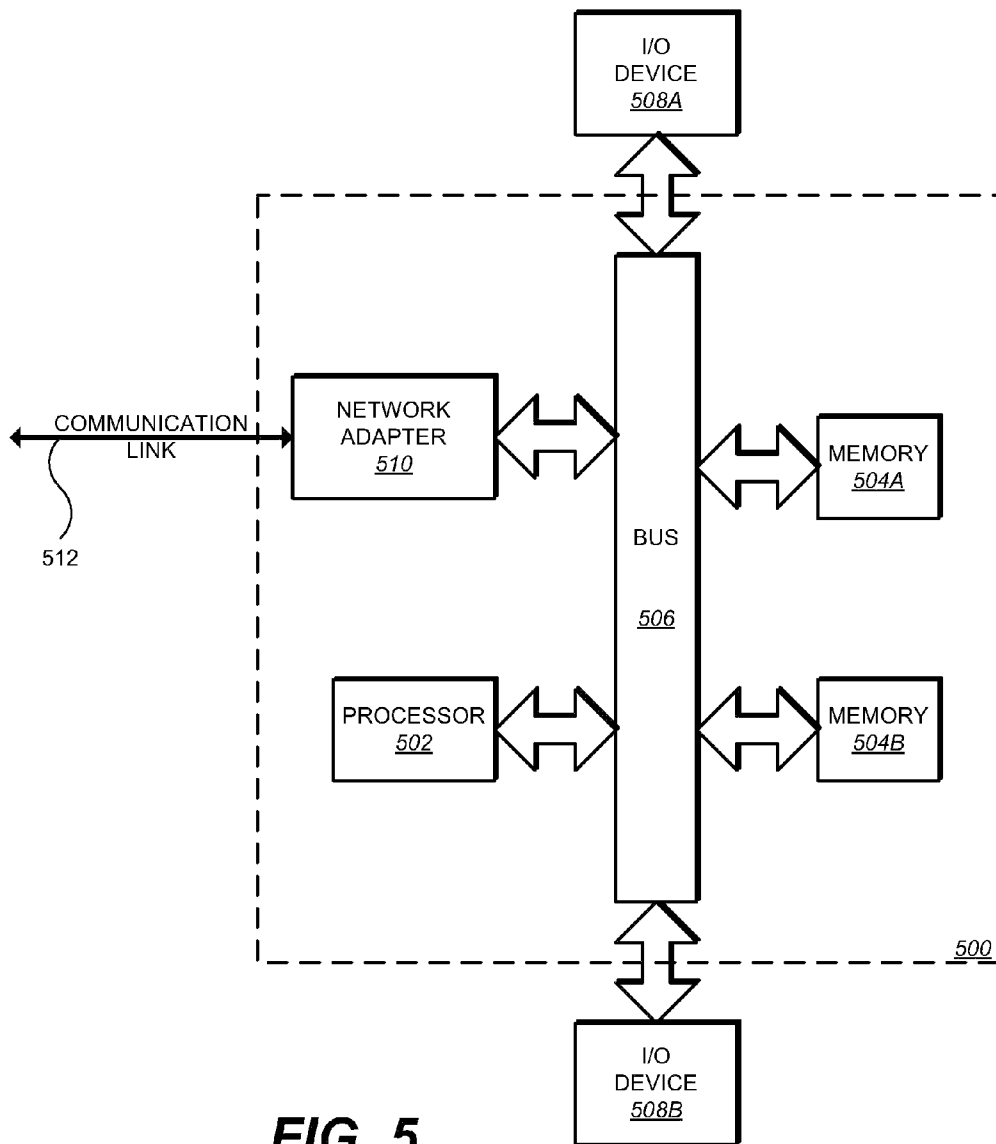 I/O
DEVICE
508A
COMMUNICATION
LINK
512
NETWORK
ADAPTER
510
MEMORY
504A
BUS
506
PROCESSOR
502
MEMORY
504B
500
I/O
DEVICE
508B
FIG. 5